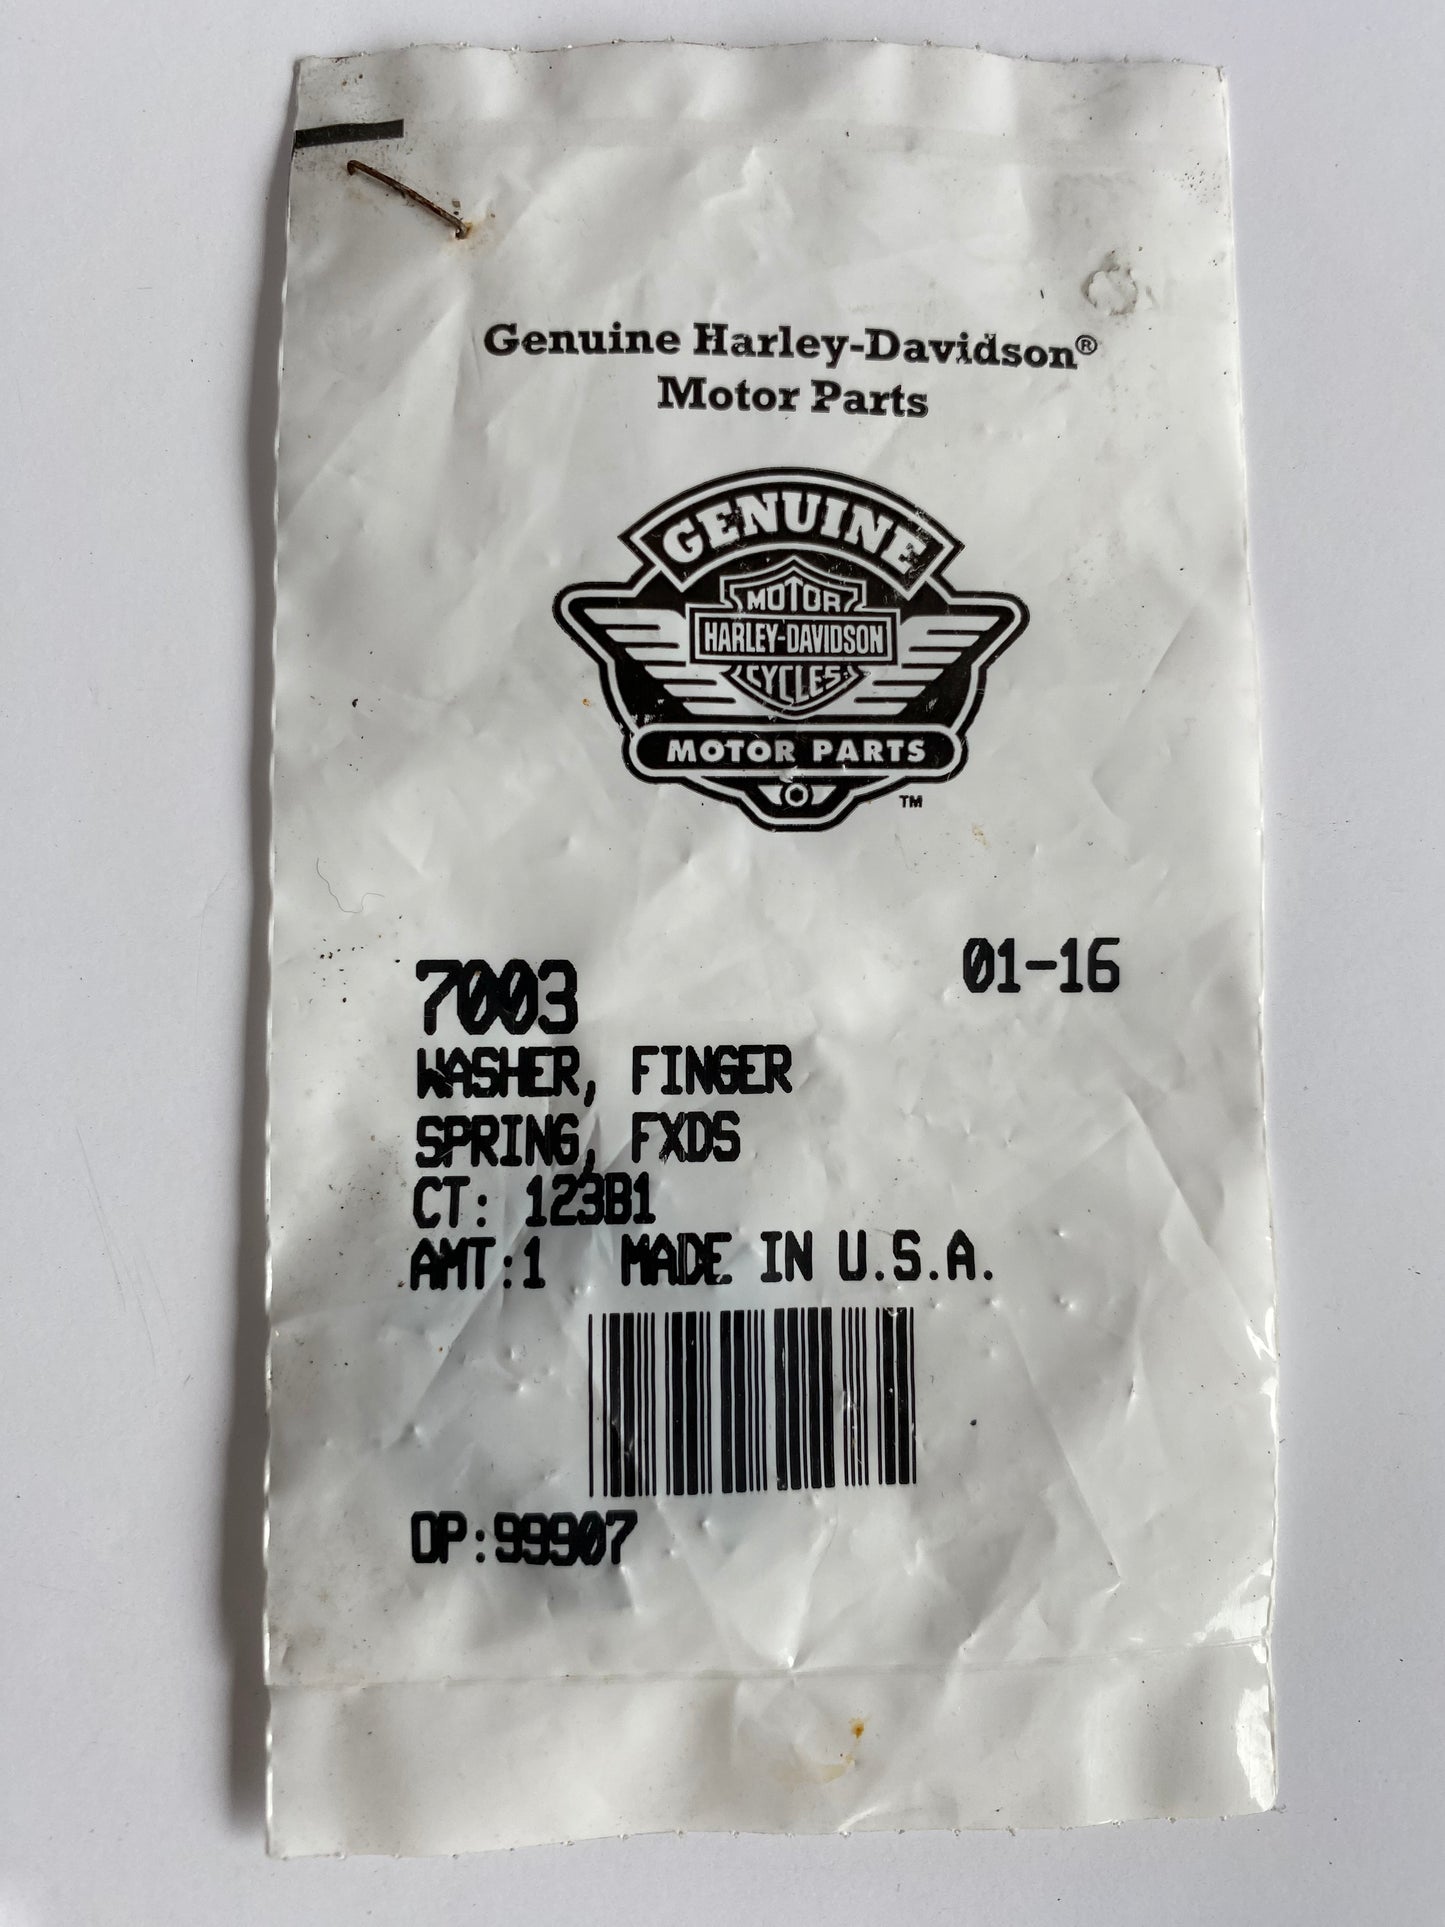 Genuine Harley-Davidson®
Motor Parts
GENUINE
MOTOR
HARLEY-DAVIDSON
CYCLES
MOTOR PARTS
TM
7003 01-16
WASHER, FINGER
SPRING, FXDS
CT: 123B1
AMT:1 MADE IN U.S.A.
OP:99907